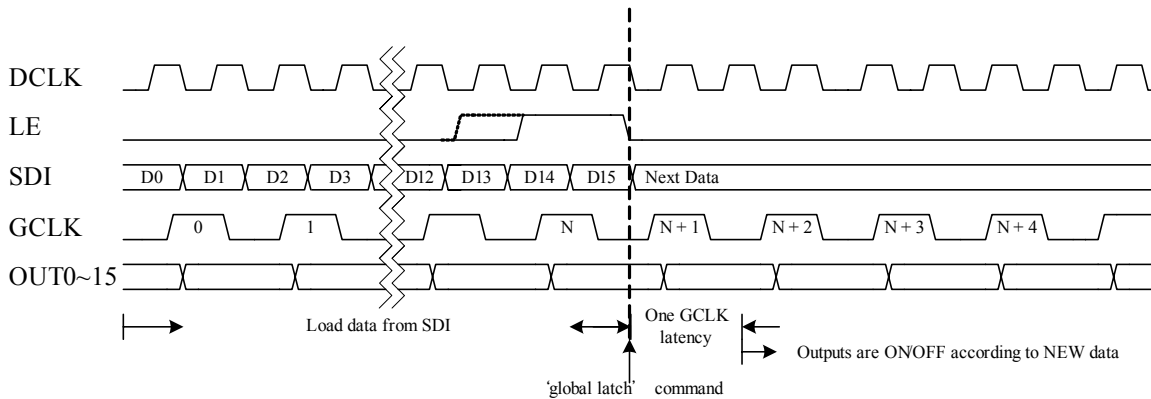 DCLK
LE
SDI D0 D1 D2 D3 D12 D13 D14 D15 Next Data
GCLK 0 1 N N + 1 N + 2 N + 3 N + 4
OUT0~15
Load data from SDI
One GCLK
latency
Outputs are ON/OFF according to NEW data
'global latch' command